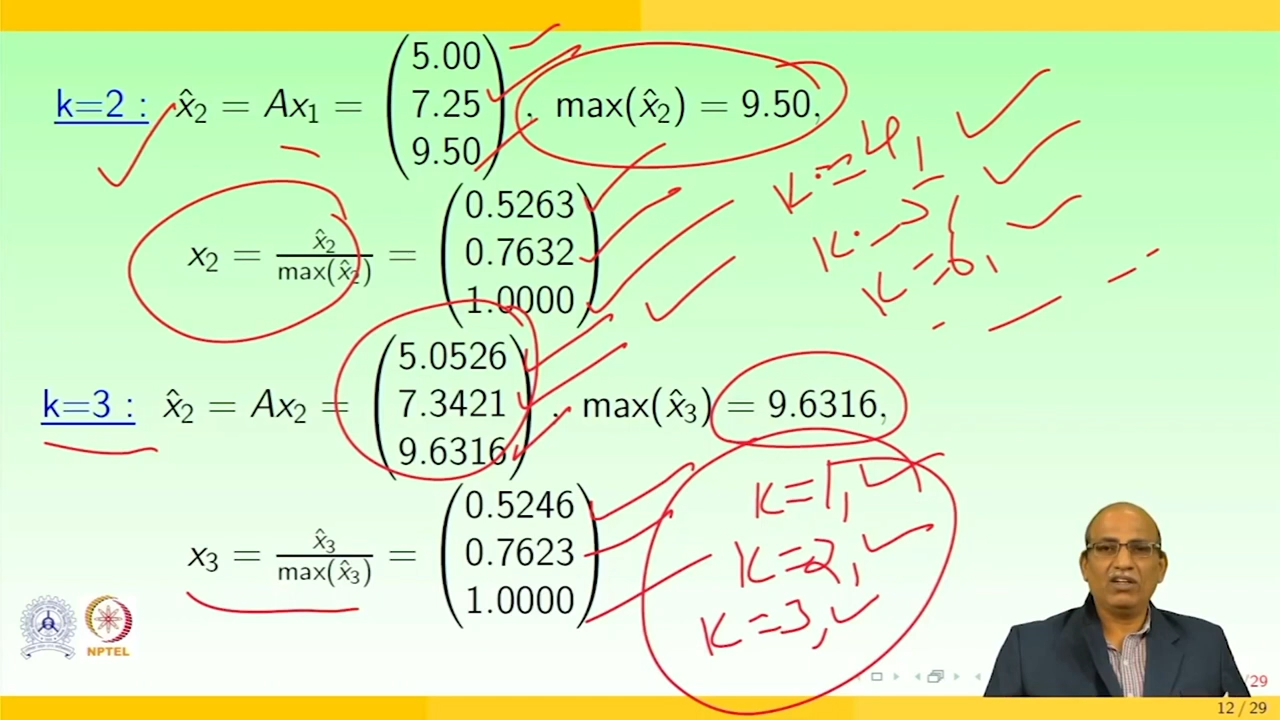 k=2 : x̂₂ = Ax₁ = (5.00 7.25 9.50) . max(x̂₂) = 9.50,
x₂ = x̂₂ / max(x̂₂) = (0.5263 0.7632 1.0000)
k=3 : x̂₂ = Ax₂ = (5.0526 7.3421 9.6316) . max(x̂₃) = 9.6316,
x₃ = x̂₃ / max(x̂₃) = (0.5246 0.7623 1.0000)
K=4,
K=6,
K=1,
K=2,
K=3,
NPTEL
/29
12 / 29